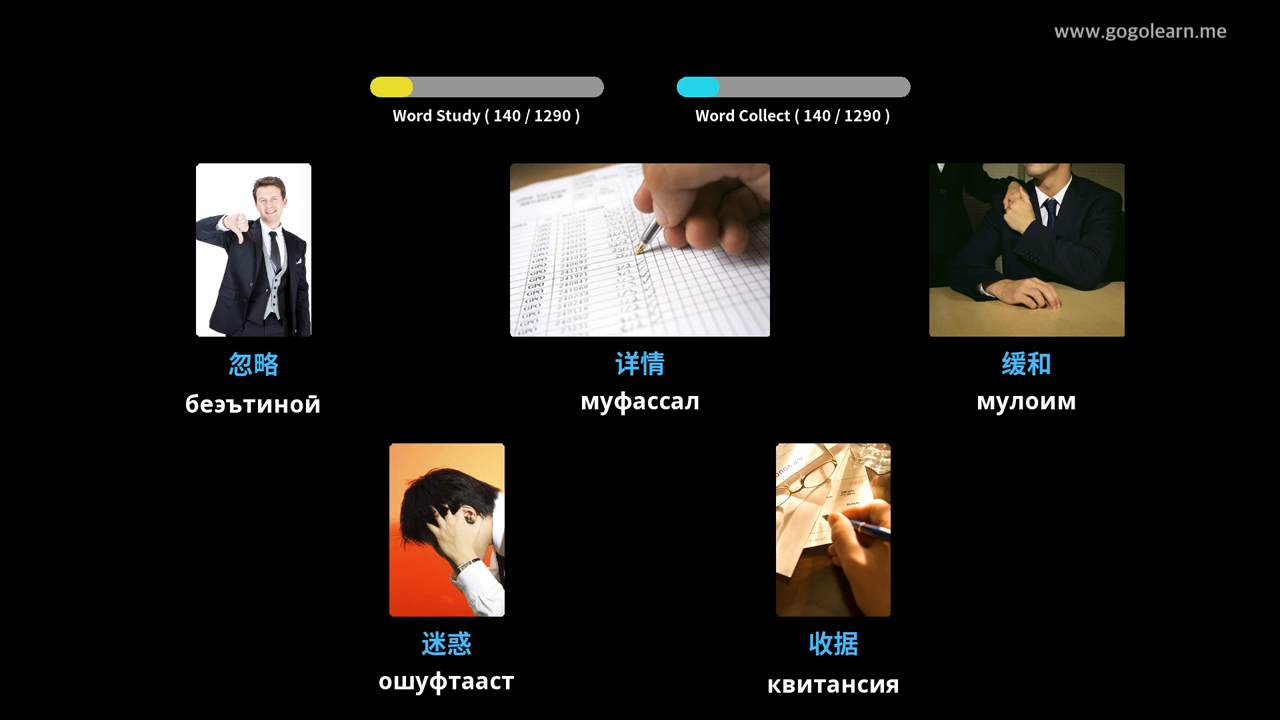 www.gogolearn.me
Word Study ( 140 / 1290 )
Word Collect ( 140 / 1290 )
忽略
详情
缓和
беэътиной
муфассал
мулоим
迷惑
收据
ошуфтааст
квитансия